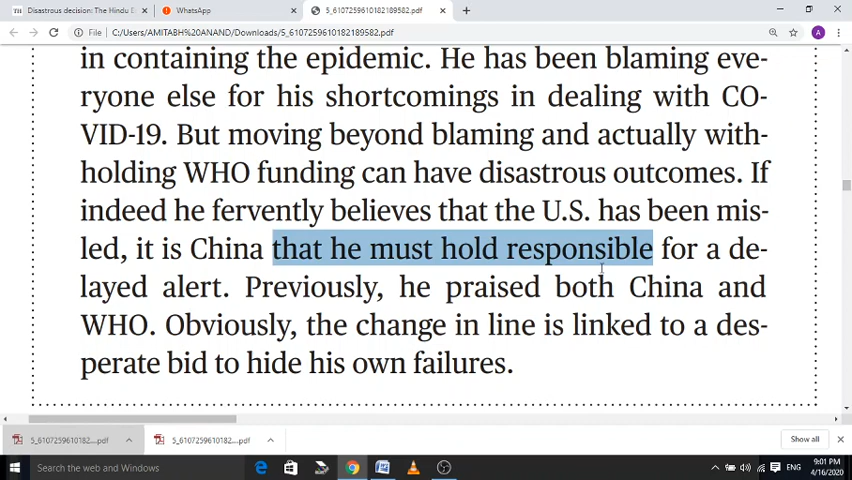 Disastrous decision: The Hindu E
WhatsApp
5_6107259610182189582.pdf
File | C:/Users/AMITABH%20ANAND/Downloads/5_6107259610182189582.pdf
A
in containing the epidemic. He has been blaming eve-
ryone else for his shortcomings in dealing with CO-
VID-19. But moving beyond blaming and actually with-
holding WHO funding can have disastrous outcomes. If
indeed he fervently believes that the U.S. has been mis-
led, it is China that he must hold responsible for a de-
layed alert. Previously, he praised both China and
WHO. Obviously, the change in line is linked to a des-
perate bid to hide his own failures.
5_6107259610182....pdf
5_6107259610182....pdf
Show all
Search the web and Windows
ENG
9:01 PM
4/16/2020